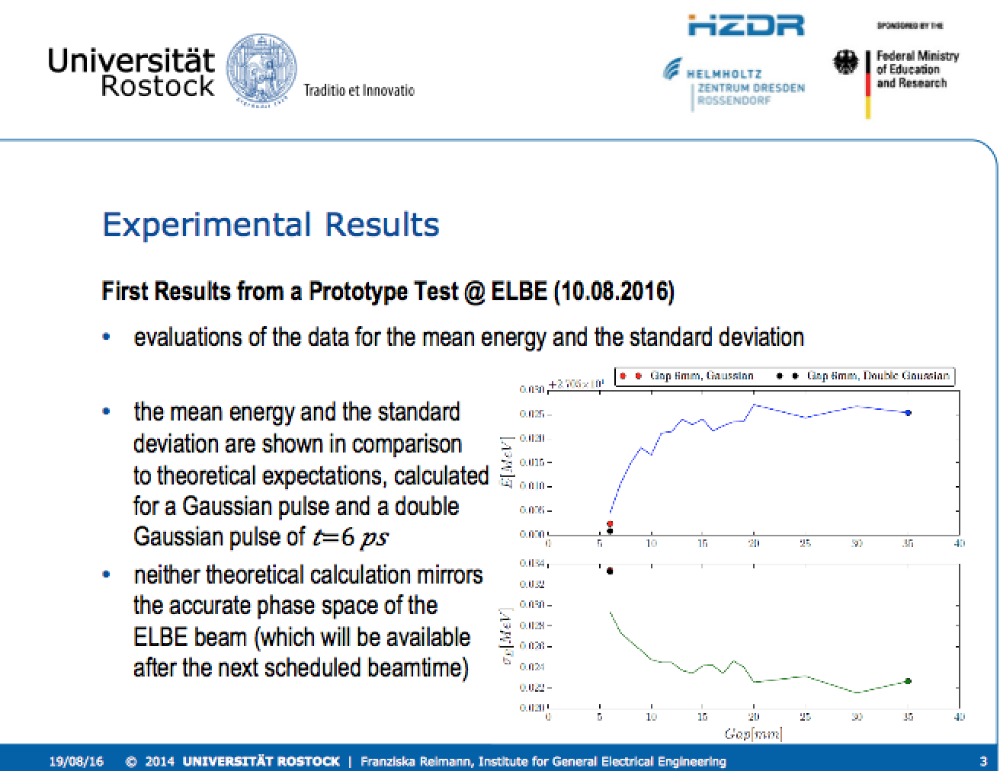 Universität
Rostock
Traditio et Innovatio
HZDR
HELMHOLTZ
ZENTRUM DRESDEN
ROSSENDORF
SPONSORED BY THE
Federal Ministry
of Education
and Research
Experimental Results
First Results from a Prototype Test @ ELBE (10.08.2016)
• evaluations of the data for the mean energy and the standard deviation
• the mean energy and the standard
deviation are shown in comparison
to theoretical expectations, calculated
for a Gaussian pulse and a double
Gaussian pulse of t=6 ps
• neither theoretical calculation mirrors
the accurate phase space of the
ELBE beam (which will be available
after the next scheduled beamtime)
Gap 6mm, Gaussian Gap 6mm, Double Gaussian
+2.705×10¹
0.030
0.025
0.020
0.015
0.010
0.005
0.000
Ē[MeV]
0 5 10 15 20 25 30 35 40
0.034
0.032
0.030
0.028
0.026
0.024
0.022
0.020
σE[MeV]
0 5 10 15 20 25 30 35 40
Gap[mm]
19/08/16 © 2014 UNIVERSITÄT ROSTOCK | Franziska Reimann, Institute for General Electrical Engineering 3